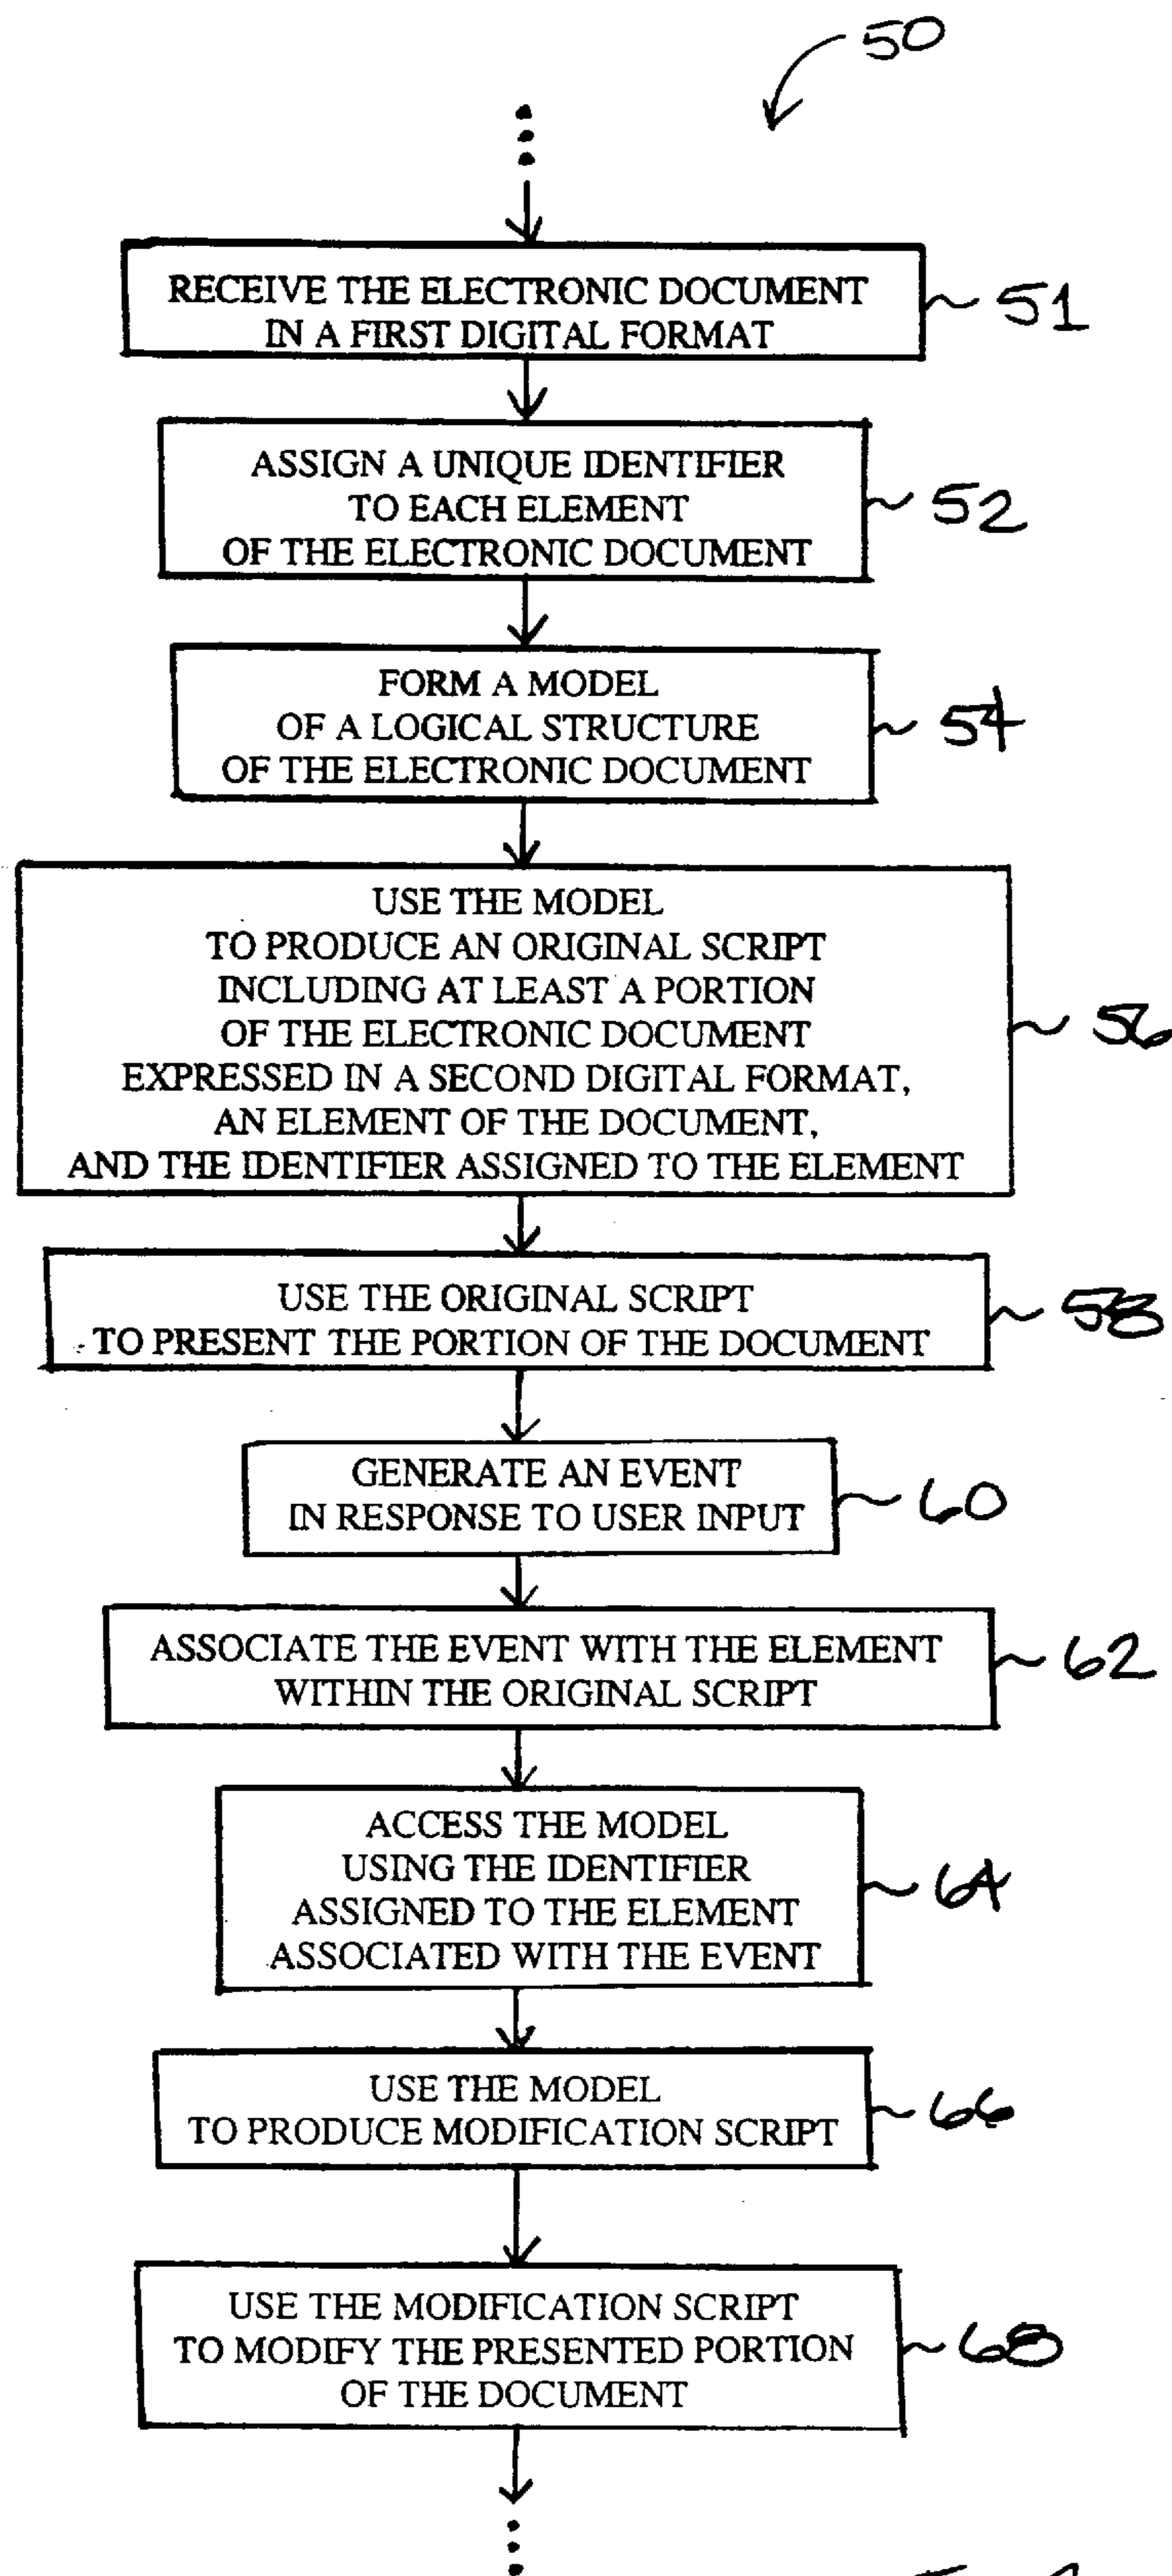 50
RECEIVE THE ELECTRONIC DOCUMENT
IN A FIRST DIGITAL FORMAT
51
ASSIGN A UNIQUE IDENTIFIER
TO EACH ELEMENT
OF THE ELECTRONIC DOCUMENT
52
FORM A MODEL
OF A LOGICAL STRUCTURE
OF THE ELECTRONIC DOCUMENT
54
USE THE MODEL
TO PRODUCE AN ORIGINAL SCRIPT
INCLUDING AT LEAST A PORTION
OF THE ELECTRONIC DOCUMENT
EXPRESSED IN A SECOND DIGITAL FORMAT,
AN ELEMENT OF THE DOCUMENT,
AND THE IDENTIFIER ASSIGNED TO THE ELEMENT
56
USE THE ORIGINAL SCRIPT
TO PRESENT THE PORTION OF THE DOCUMENT
58
GENERATE AN EVENT
IN RESPONSE TO USER INPUT
60
ASSOCIATE THE EVENT WITH THE ELEMENT
WITHIN THE ORIGINAL SCRIPT
62
ACCESS THE MODEL
USING THE IDENTIFIER
ASSIGNED TO THE ELEMENT
ASSOCIATED WITH THE EVENT
64
USE THE MODEL
TO PRODUCE MODIFICATION SCRIPT
66
USE THE MODIFICATION SCRIPT
TO MODIFY THE PRESENTED PORTION
OF THE DOCUMENT
68